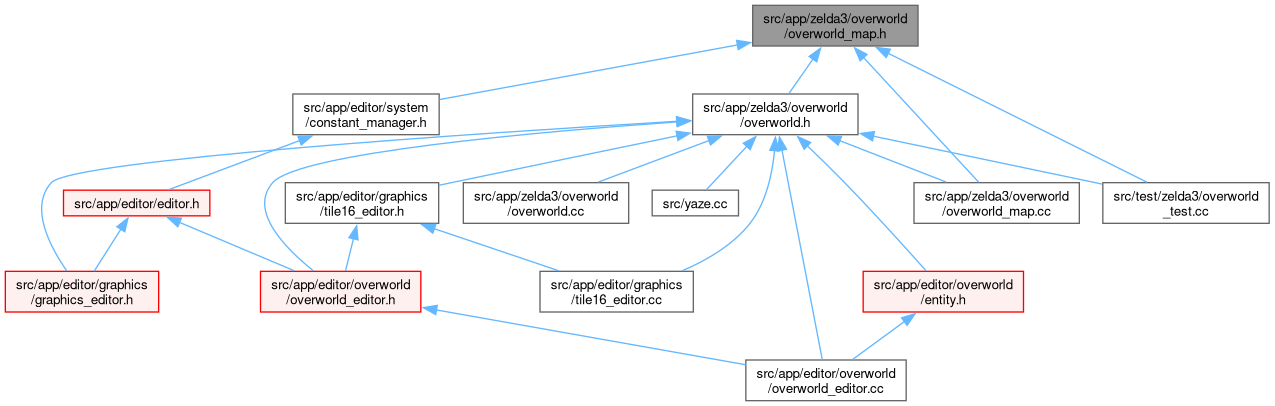 src/app/zelda3/overworld
/overworld_map.h
src/app/editor/system
/constant_manager.h
src/app/zelda3/overworld
/overworld.h
src/app/editor/editor.h
src/app/editor/graphics
/tile16_editor.h
src/app/zelda3/overworld
/overworld.cc
src/yaze.cc
src/app/zelda3/overworld
/overworld_map.cc
src/test/zelda3/overworld
_test.cc
src/app/editor/graphics
/graphics_editor.h
src/app/editor/overworld
/overworld_editor.h
src/app/editor/graphics
/tile16_editor.cc
src/app/editor/overworld
/entity.h
src/app/editor/overworld
/overworld_editor.cc